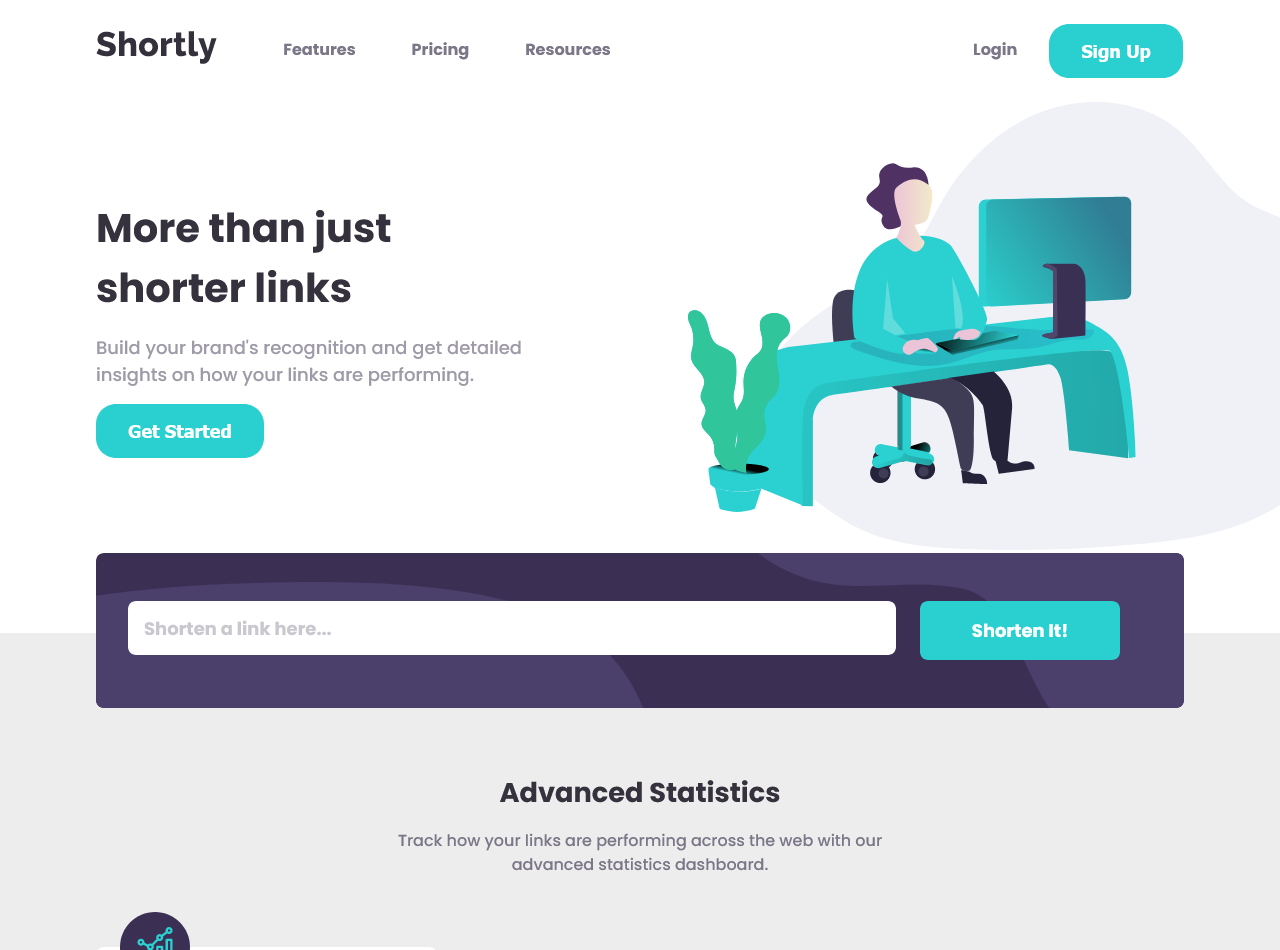 Shortly
Features Pricing Resources
Login
Sign Up
More than just
shorter links
Build your brand's recognition and get detailed
insights on how your links are performing.
Get Started
Shorten a link here...
Shorten It!
Advanced Statistics
Track how your links are performing across the web with our
advanced statistics dashboard.